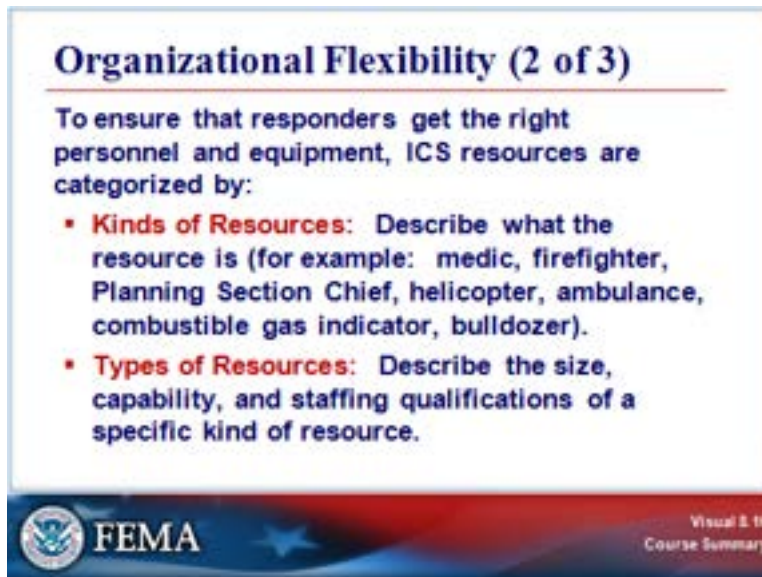 Organizational Flexibility (2 of 3)
To ensure that responders get the right
personnel and equipment, ICS resources are
categorized by:
▪ Kinds of Resources: Describe what the
resource is (for example: medic, firefighter,
Planning Section Chief, helicopter, ambulance,
combustible gas indicator, bulldozer).
▪ Types of Resources: Describe the size,
capability, and staffing qualifications of a
specific kind of resource.
FEMA
Visual
Course Summary